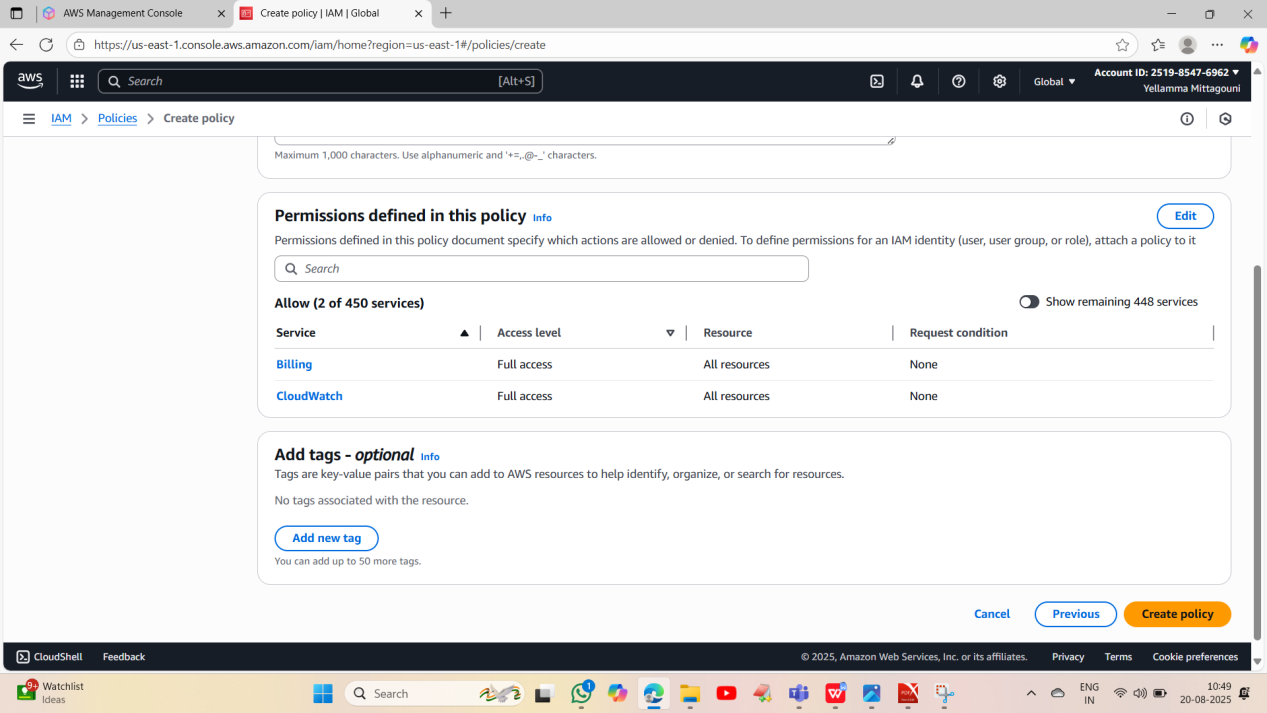 AWS Management Console
Create policy | IAM | Global
https://us-east-1.console.aws.amazon.com/iam/home?region=us-east-1#/policies/create
aws
Search [Alt+S]
Global
Account ID: 2519-8547-6962
Yellamma Mittagouni
IAM > Policies > Create policy
Maximum 1,000 characters. Use alphanumeric and '+=,.@-_' characters.
Permissions defined in this policy Info
Edit
Permissions defined in this policy document specify which actions are allowed or denied. To define permissions for an IAM identity (user, user group, or role), attach a policy to it
Search
Allow (2 of 450 services)
Show remaining 448 services
Service Access level Resource Request condition
Billing Full access All resources None
CloudWatch Full access All resources None
Add tags - optional Info
Tags are key-value pairs that you can add to AWS resources to help identify, organize, or search for resources.
No tags associated with the resource.
Add new tag
You can add up to 50 more tags.
Cancel Previous Create policy
CloudShell Feedback © 2025, Amazon Web Services, Inc. or its affiliates. Privacy Terms Cookie preferences
9+ Watchlist
Ideas
Search
1
ENG
IN
10:49
20-08-2025